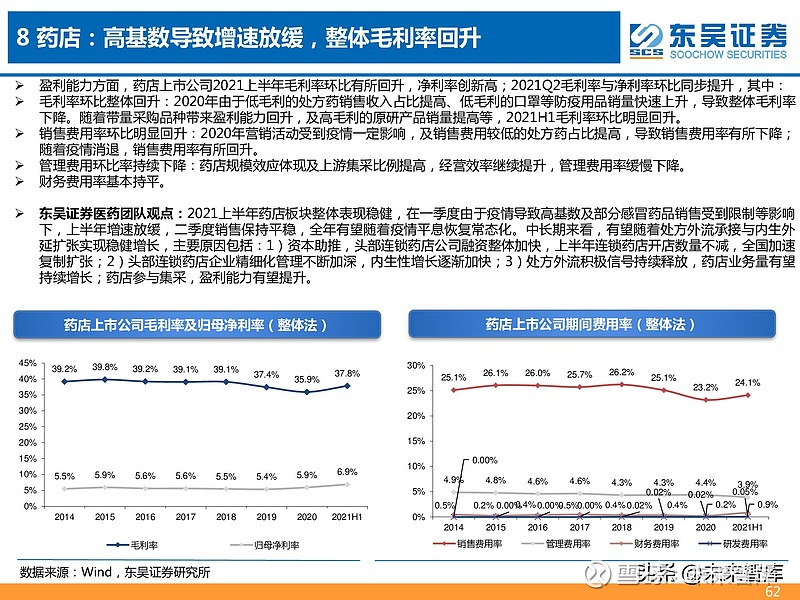 8 药店：高基数导致增速放缓，整体毛利率回升
东吴证券
SCS
SOOCHOW SECURITIES
➢ 盈利能力方面，药店上市公司2021上半年毛利率环比有所回升，净利率创新高；2021Q2毛利率与净利率环比同步提升，其中：
➢ 毛利率环比整体回升：2020年由于低毛利的处方药销售收入占比提高、低毛利的口罩等防疫用品销量快速上升，导致整体毛利率
下降。随着带量采购品种带来盈利能力回升，及高毛利的原研产品销量提高等，2021H1毛利率环比明显回升。
➢ 销售费用率环比明显回升：2020年营销活动受到疫情一定影响，及销售费用较低的处方药占比提高，导致销售费用率有所下降；
随着疫情消退，销售费用率有所回升。
➢ 管理费用环比率持续下降：药店规模效应体现及上游集采比例提高，经营效率继续提升，管理费用率缓慢下降。
➢ 财务费用率基本持平。
➢ 东吴证券医药团队观点：2021上半年药店板块整体表现稳健，在一季度由于疫情导致高基数及部分感冒药品销售受到限制等影响
下，上半年增速放缓，二季度销售保持平稳，全年有望随着疫情平息恢复常态化。中长期来看，有望随着处方外流承接与内生外
延扩张实现稳健增长，主要原因包括：1）资本助推，头部连锁药店公司融资整体加快，上半年连锁药店开店数量不减，全国加速
复制扩张；2）头部连锁药店企业精细化管理不断加深，内生性增长逐渐加快；3）处方外流积极信号持续释放，药店业务量有望
持续增长；药店参与集采，盈利能力有望提升。
药店上市公司毛利率及归母净利率（整体法）
45%
40%
35%
30%
25%
20%
15%
10%
5%
0%
39.2% 39.8% 39.2% 39.1% 39.1% 37.4% 35.9% 37.8%
5.5% 5.9% 5.6% 5.6% 5.5% 5.4% 5.9% 6.9%
2014 2015 2016 2017 2018 2019 2020 2021H1
毛利率 归母净利率
药店上市公司期间费用率（整体法）
30%
25%
20%
15%
10%
5%
0%
25.1% 26.1% 26.0% 25.7% 26.2% 25.1% 23.2% 24.1%
0.00%
4.9% 4.8% 4.6% 4.6% 4.3% 4.3% 4.4% 3.9%
0.02% 0.02% 0.05%
0.5% 0.2% 0.00% 0.4% 0.00% 0.5% 0.00% 0.4% 0.02% 0.4% 0.2% 0.9%
2014 2015 2016 2017 2018 2019 2020 2021H1
销售费用率 管理费用率 财务费用率 研发费用率
数据来源：Wind，东吴证券研究所
头条 @未来智库
62